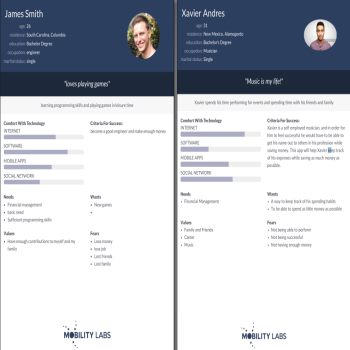 James Smith
age: 26
residence: South Carolina, Columbia
education: Bachelor Degree
occupation: engineer
marital status: single
"loves playing games"
learning programming skills and playing games in leisure time
Comfort With Technology
INTERNET
SOFTWARE
MOBILE APPS
SOCIAL NETWORK
Criteria For Success:
become a good engineer and make enough money
Needs
• Financial management
• basic need
• Sufficient programming skills
Wants
• New games
•
Values
• Have enough contributions to myself and my
family
Fears
• Less money
• lose job
• Lost friends
• Lost family
MOBILITY LABS
Xavier Andres
age: 31
residence: New Mexico, Alamogordo
education: Bachelor's Degree
occupation: Musician
marital status: Single
"Music is my life!"
Xavier spends his time performing for events and spending time with his friends and family
Comfort With Technology
INTERNET
SOFTWARE
MOBILE APPS
SOCIAL NETWORK
Criteria For Success:
Xavier is a self employed musician, and in order for
him to feel successful he would have to be able to
get his name out to others in his profession while
saving money. This app will help Xavier keep track
of his expenses while saving as much money as
possible.
Needs
• Financial Management
Wants
• A way to keep track of his spending habits
• To be able to spend as little money as possible
Values
• Family and Friends
• Career
• Music
Fears
• Not being able to perform
• Not being successful
• Not having enough money
MOBILITY LABS